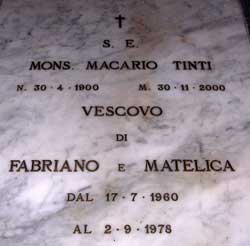 S. E.
MONS. MACARIO TINTI
N. 30 - 4 - 1900 M. 30 - 11 - 2000
VESCOVO
DI
FABRIANO E MATELICA
DAL 17 - 7 - 1960
AL 2 - 9 - 1978